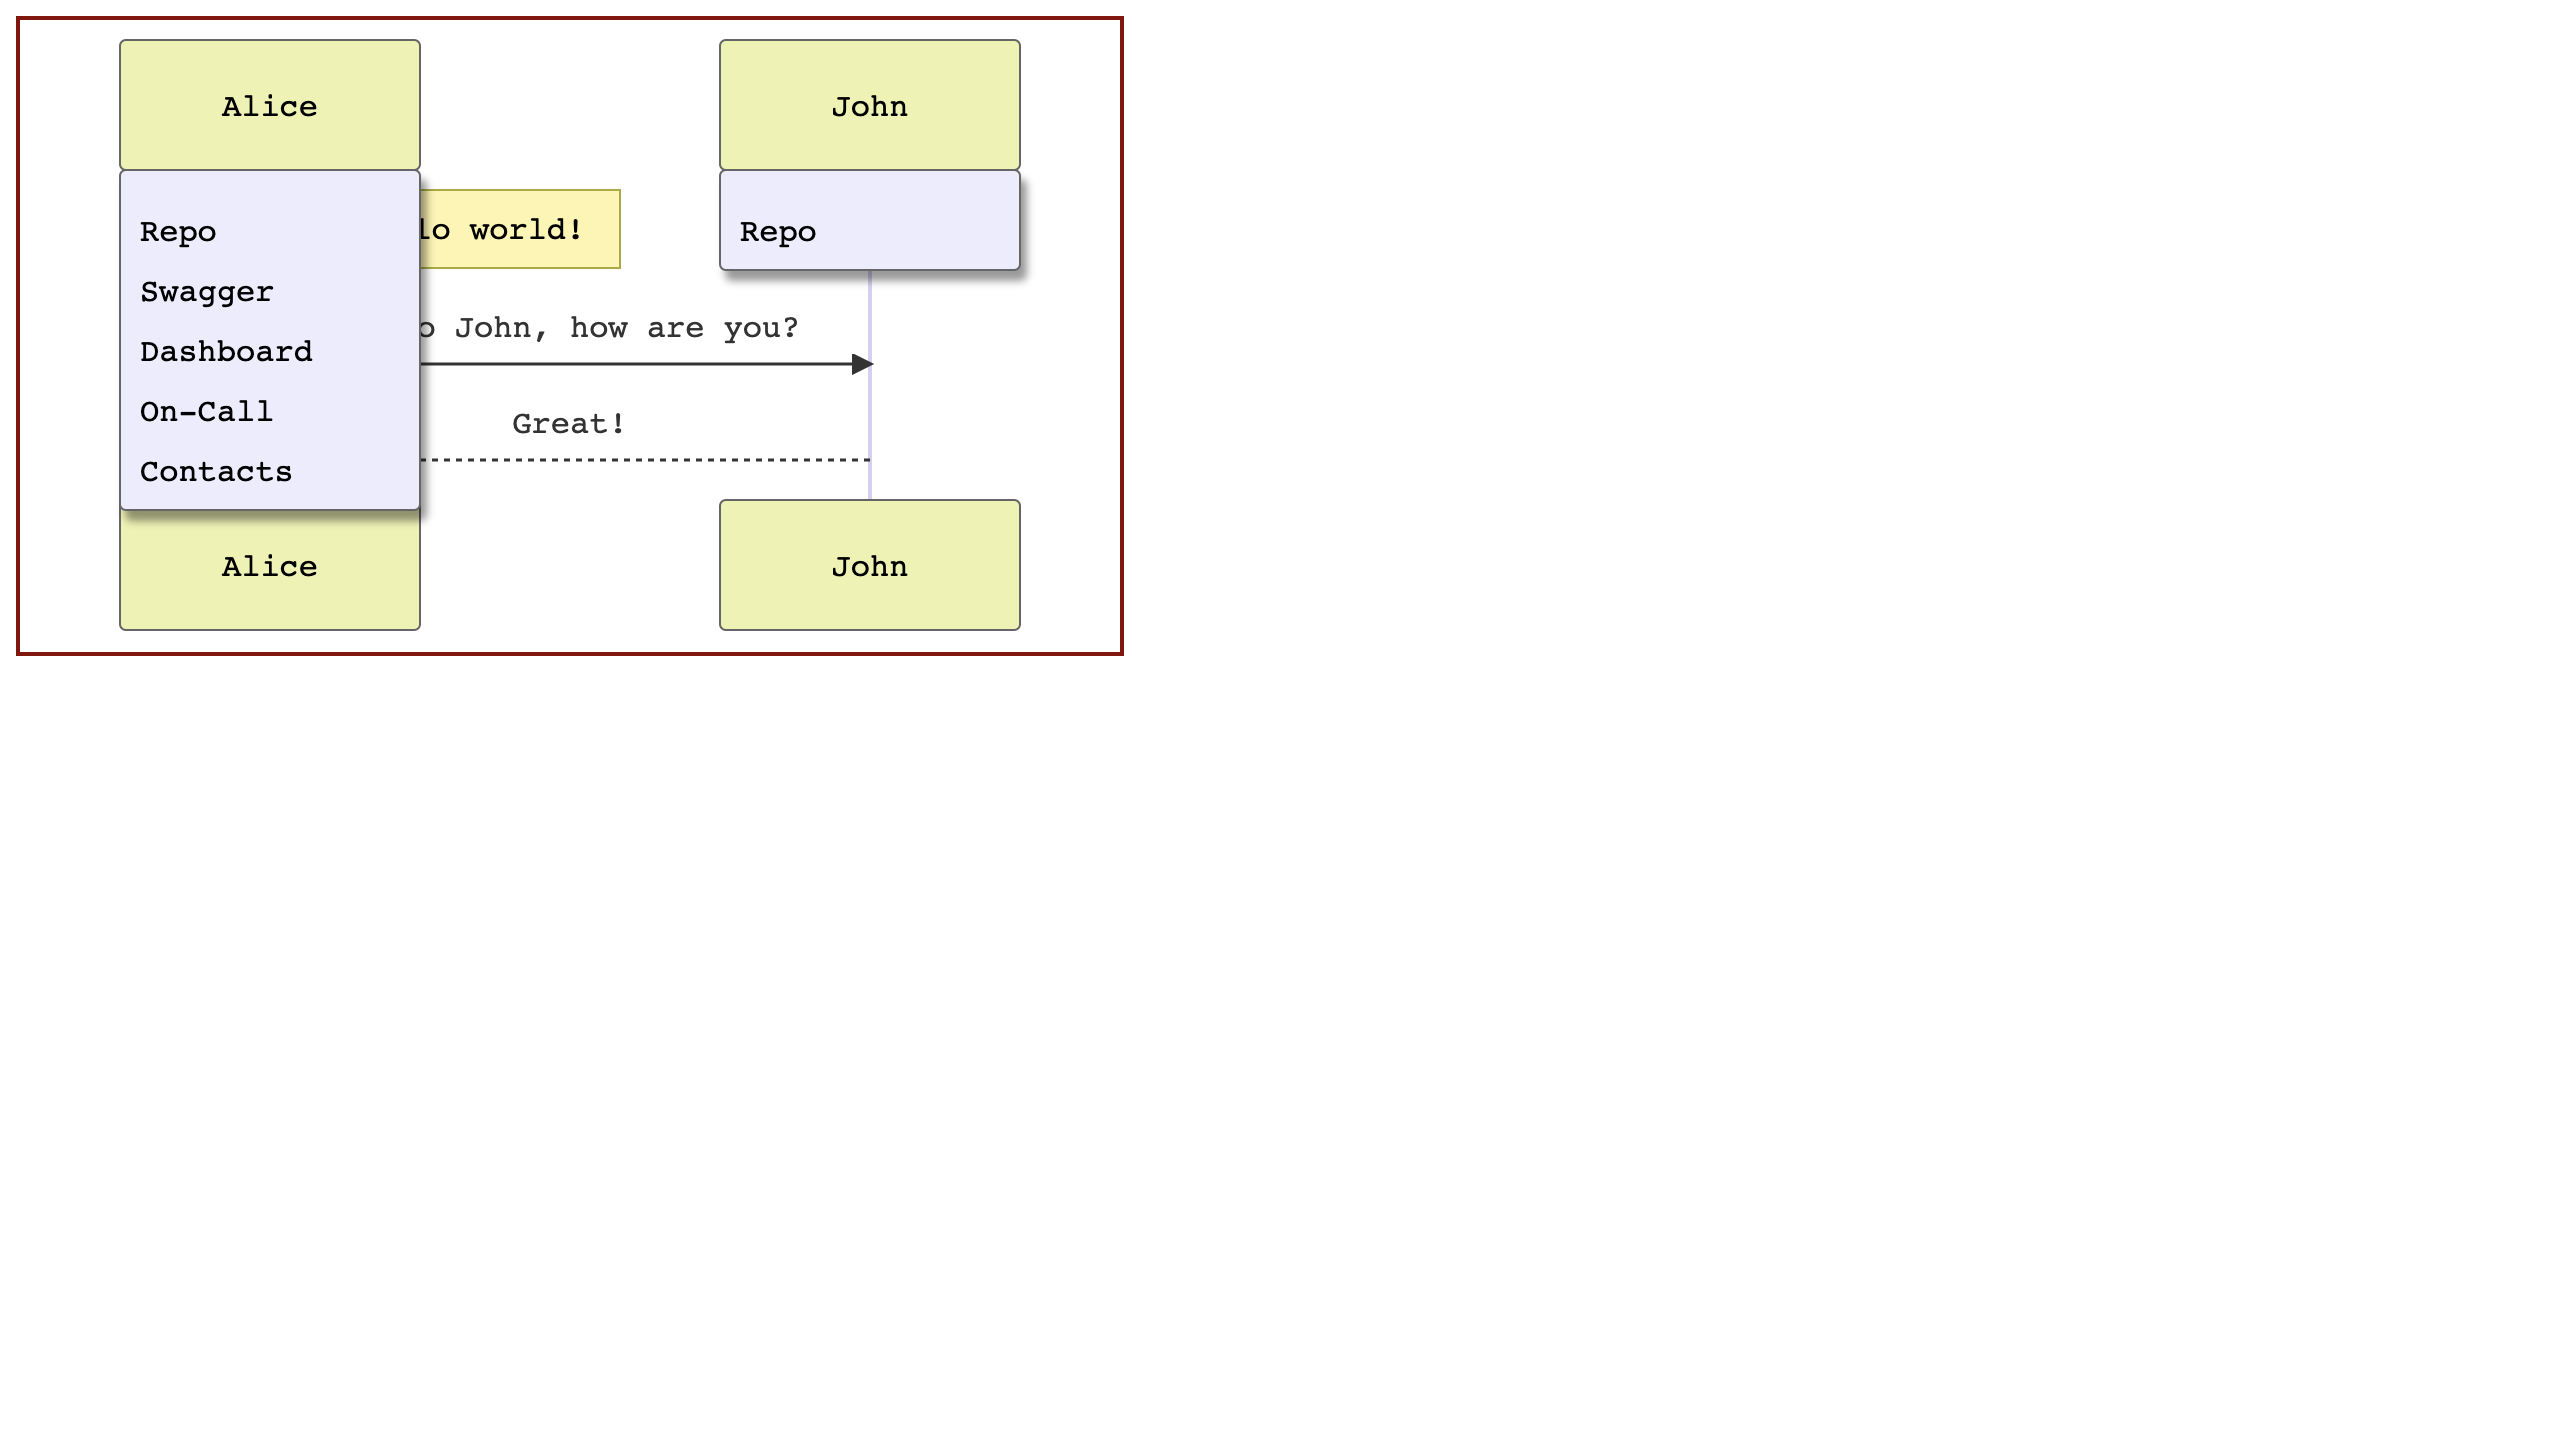 Alice
John
Repo
lo world!
Repo
Swagger
o John, how are you?
Dashboard
On-Call
Great!
Contacts
Alice
John